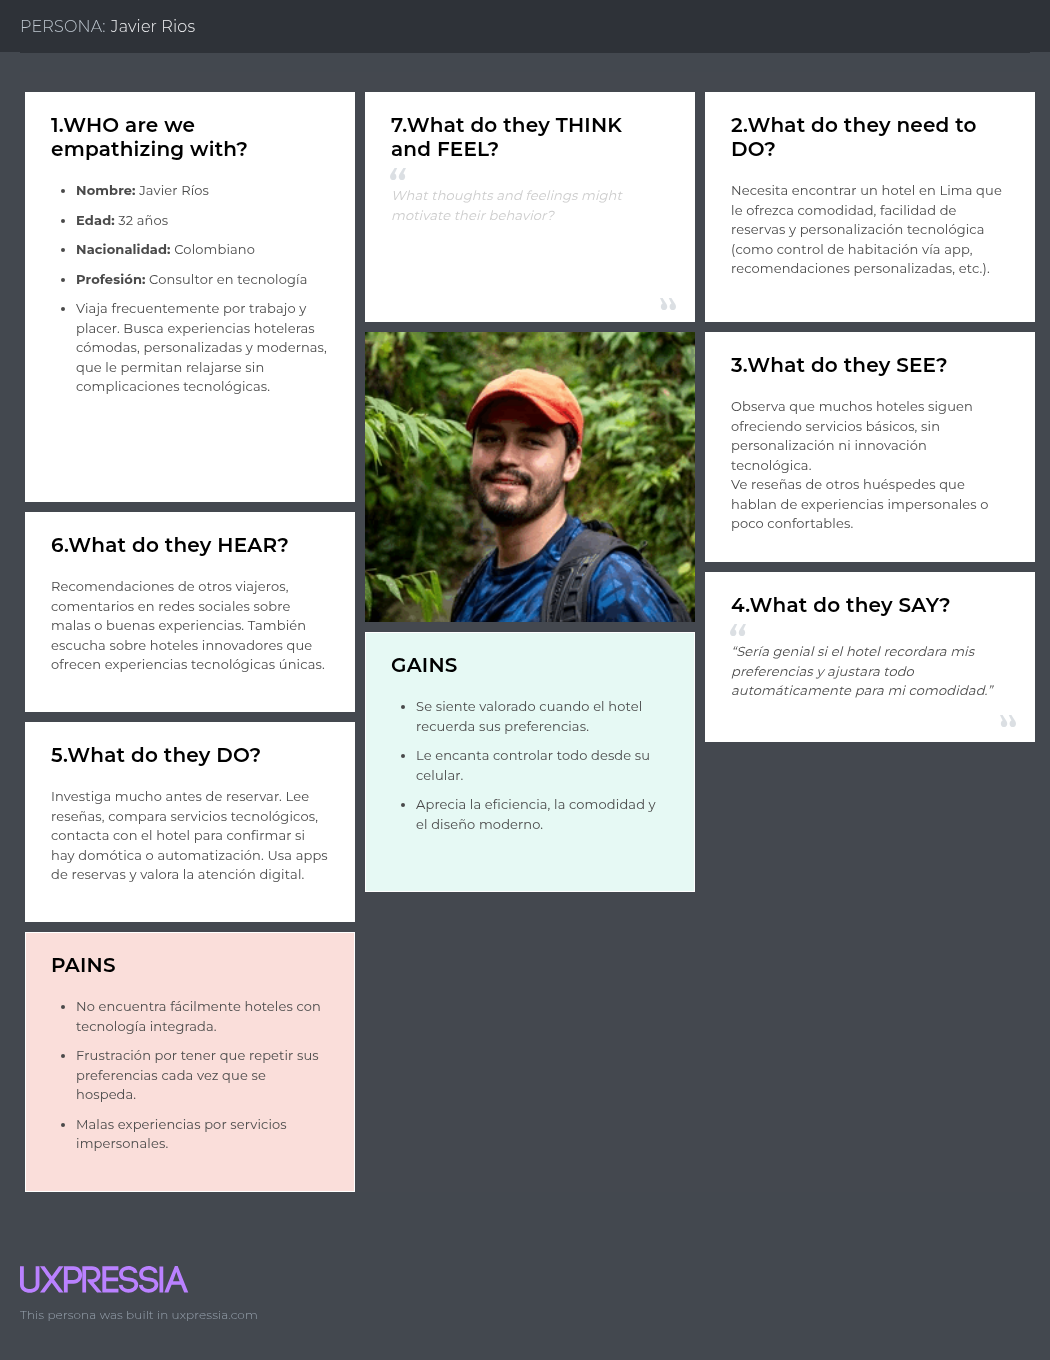 PERSONA: Javier Rios
1.WHO are we
empathizing with?
• Nombre: Javier Ríos
• Edad: 32 años
• Nacionalidad: Colombiano
• Profesión: Consultor en tecnología
• Viaja frecuentemente por trabajo y
placer. Busca experiencias hoteleras
cómodas, personalizadas y modernas,
que le permitan relajarse sin
complicaciones tecnológicas.
6.What do they HEAR?
Recomendaciones de otros viajeros,
comentarios en redes sociales sobre
malas o buenas experiencias. También
escucha sobre hoteles innovadores que
ofrecen experiencias tecnológicas únicas.
5.What do they DO?
Investiga mucho antes de reservar. Lee
reseñas, compara servicios tecnológicos,
contacta con el hotel para confirmar si
hay domótica o automatización. Usa apps
de reservas y valora la atención digital.
PAINS
• No encuentra fácilmente hoteles con
tecnología integrada.
• Frustración por tener que repetir sus
preferencias cada vez que se
hospeda.
• Malas experiencias por servicios
impersonales.
7.What do they THINK
and FEEL?
“
What thoughts and feelings might
motivate their behavior?
”
GAINS
• Se siente valorado cuando el hotel
recuerda sus preferencias.
• Le encanta controlar todo desde su
celular.
• Aprecia la eficiencia, la comodidad y
el diseño moderno.
2.What do they need to
DO?
Necesita encontrar un hotel en Lima que
le ofrezca comodidad, facilidad de
reservas y personalización tecnológica
(como control de habitación vía app,
recomendaciones personalizadas, etc.).
3.What do they SEE?
Observa que muchos hoteles siguen
ofreciendo servicios básicos, sin
personalización ni innovación
tecnológica.
Ve reseñas de otros huéspedes que
hablan de experiencias impersonales o
poco confortables.
4.What do they SAY?
“
“Sería genial si el hotel recordara mis
preferencias y ajustara todo
automáticamente para mi comodidad.”
”
UXPRESSIA
This persona was built in uxpressia.com